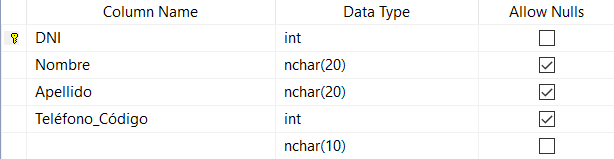 Column Name Data Type Allow Nulls
DNI int
Nombre nchar(20)
Apellido nchar(20)
Teléfono_Código int
nchar(10)